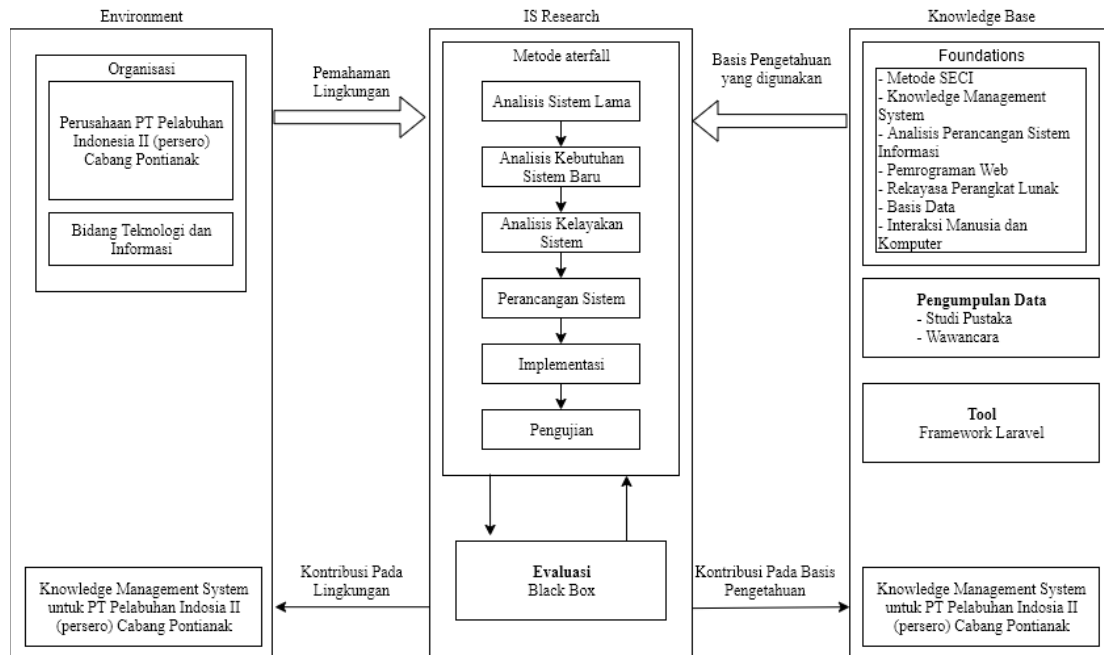 Environment
Organisasi
Perusahaan PT Pelabuhan
Indonesia II (persero)
Cabang Pontianak
Bidang Teknologi dan
Informasi
Knowledge Management System
untuk PT Pelabuhan Indosia II
(persero) Cabang Pontianak
Pemahaman
Lingkungan
Kontribusi Pada
Lingkungan
IS Research
Metode aterfall
Analisis Sistem Lama
Analisis Kebutuhan
Sistem Baru
Analisis Kelayakan
Sistem
Perancangan Sistem
Implementasi
Pengujian
Evaluasi
Black Box
Basis Pengetahuan
yang digunakan
Kontribusi Pada Basis
Pengetahuan
Knowledge Base
Foundations
- Metode SECI
- Knowledge Management
System
- Analisis Perancangan Sistem
Informasi
- Pemrograman Web
- Rekayasa Perangkat Lunak
- Basis Data
- Interaksi Manusia dan
Komputer
Pengumpulan Data
- Studi Pustaka
- Wawancara
Tool
Framework Laravel
Knowledge Management System
untuk PT Pelabuhan Indosia II
(persero) Cabang Pontianak